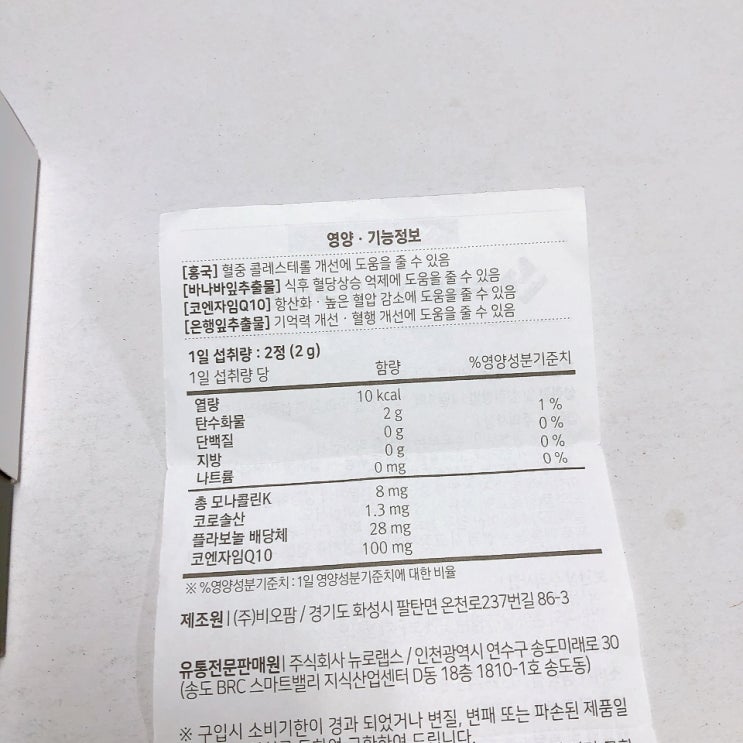 영양 · 기능정보
[홍국] 혈중 콜레스테롤 개선에 도움을 줄 수 있음
[바나바잎추출물] 식후 혈당상승 억제에 도움을 줄 수 있음
[코엔자임Q10] 항산화 · 높은 혈압 감소에 도움을 줄 수 있음
[은행잎추출물] 기억력 개선 · 혈행 개선에 도움을 줄 수 있음
1일 섭취량 : 2정 (2 g)
1일 섭취량 당 함량 %영양성분기준치
열량 10 kcal
탄수화물 2 g 1 %
단백질 0 g 0 %
지방 0 g 0 %
나트륨 0 mg 0 %
총 모나콜린K 8 mg
코로솔산 1.3 mg
플라보놀 배당체 28 mg
코엔자임Q10 100 mg
※ %영양성분기준치 : 1일 영양성분기준치에 대한 비율
제조원 | (주)비오팜 / 경기도 화성시 팔탄면 온천로237번길 86-3
유통전문판매원 | 주식회사 뉴로랩스 / 인천광역시 연수구 송도미래로 30
(송도 BRC 스마트밸리 지식산업센터 D동 18층 1810-1호 송도동)
※ 구입시 소비기한이 경과 되었거나 변질, 변패 또는 파손된 제품일
교환하여 드립니다.